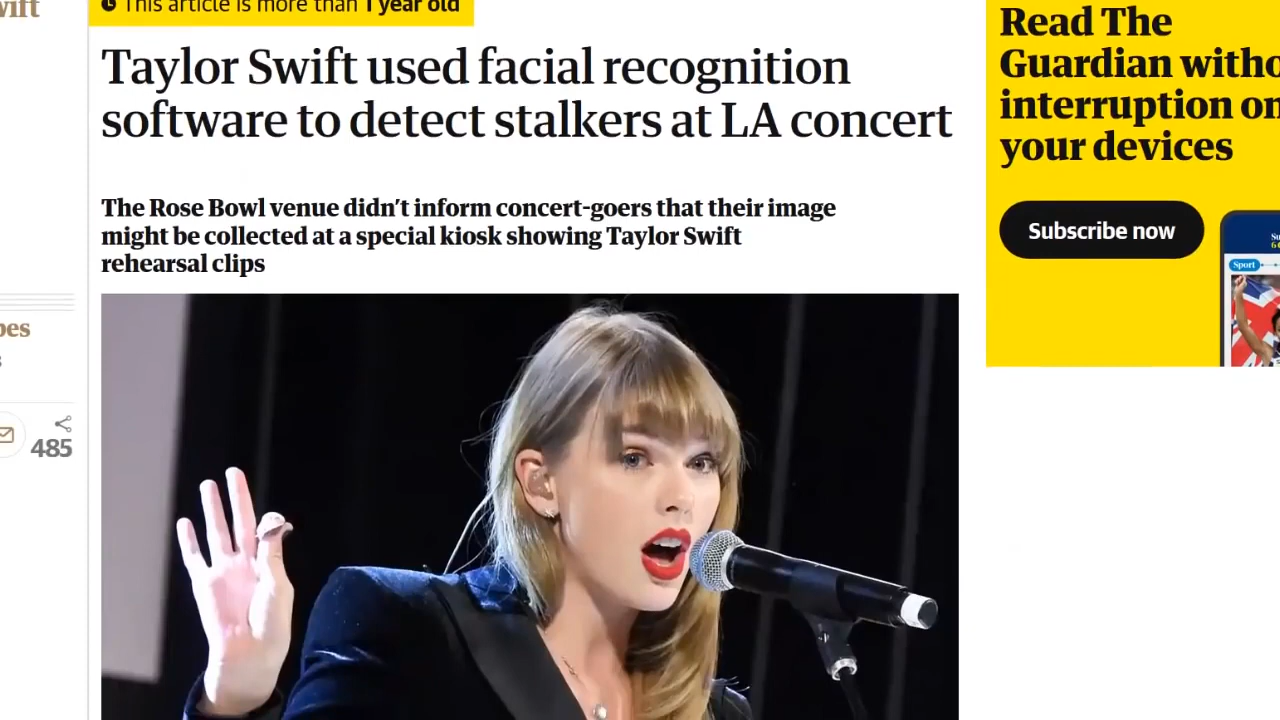 This article is more than 1 year old
Taylor Swift used facial recognition
software to detect stalkers at LA concert
The Rose Bowl venue didn't inform concert-goers that their image
might be collected at a special kiosk showing Taylor Swift
rehearsal clips
485
Read The
Guardian
interruption
your devices
Subscribe now
Sport